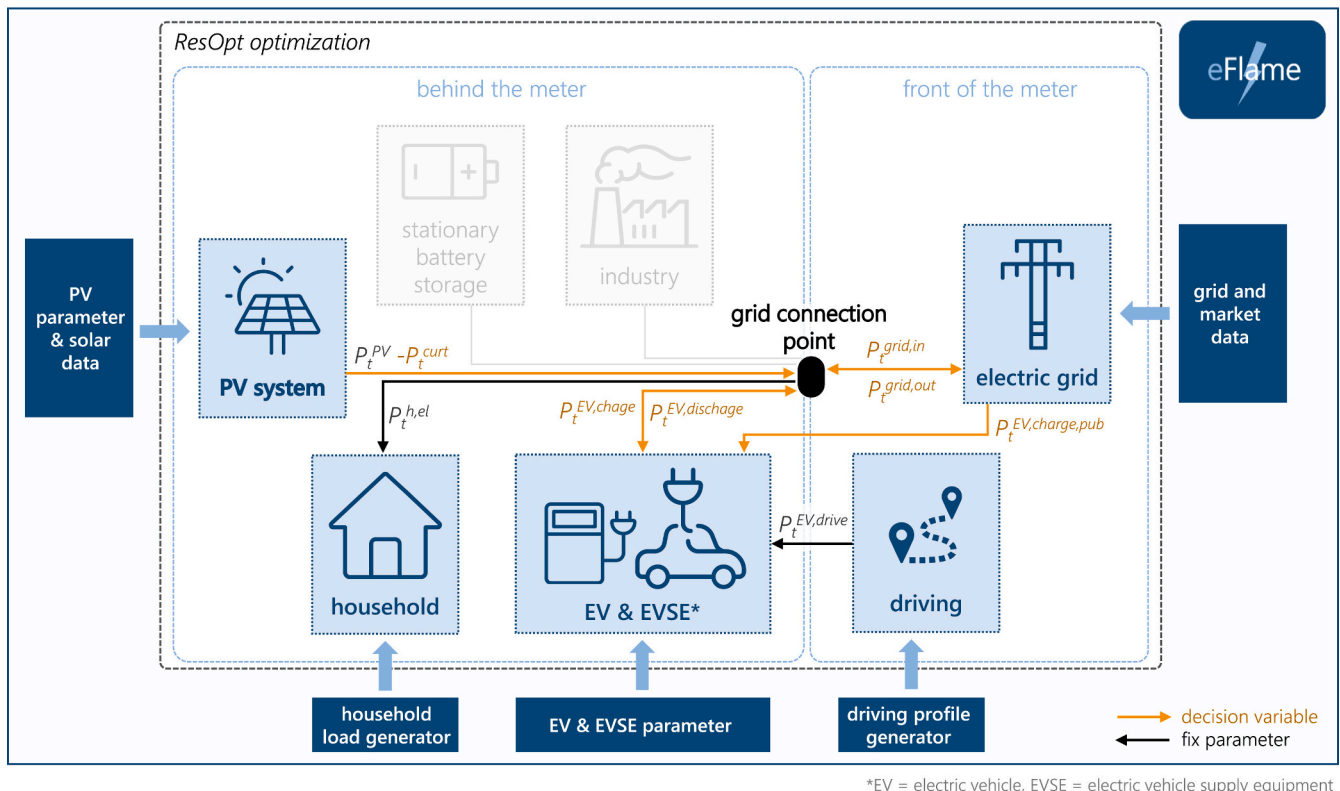 ResOpt optimization
eFlame
behind the meter
front of the meter
stationary
battery
storage
industry
PV
parameter
& solar
data
PV system
grid connection
point
electric grid
grid and
market
data
P_t^PV -P_t^curt
P_t^grid,in
P_t^grid,out
P_t^h,el
P_t^EV,chage
P_t^EV,dischage
P_t^EV,charge,pub
household
EV & EVSE*
P_t^EV,drive
driving
household
load generator
EV & EVSE parameter
driving profile
generator
decision variable
fix parameter
*EV = electric vehicle, EVSE = electric vehicle supply equipment